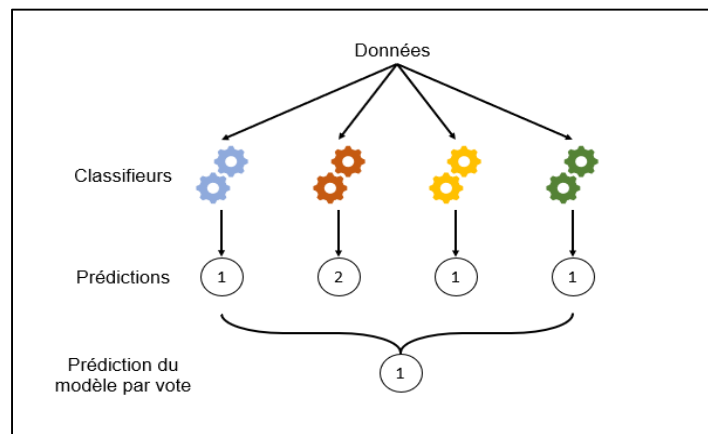 Données
Classifieurs
Prédictions
1
2
1
1
Prédiction du
modèle par vote
1